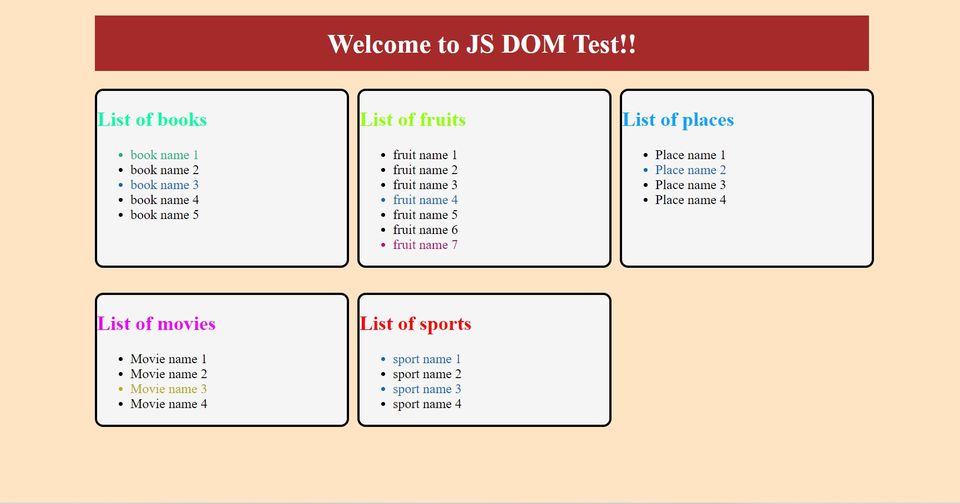 Welcome to JS DOM Test!!
List of books
book name 1
book name 2
book name 3
book name 4
book name 5
List of fruits
fruit name 1
fruit name 2
fruit name 3
fruit name 4
fruit name 5
fruit name 6
fruit name 7
List of places
Place name 1
Place name 2
Place name 3
Place name 4
List of movies
Movie name 1
Movie name 2
Movie name 3
Movie name 4
List of sports
sport name 1
sport name 2
sport name 3
sport name 4